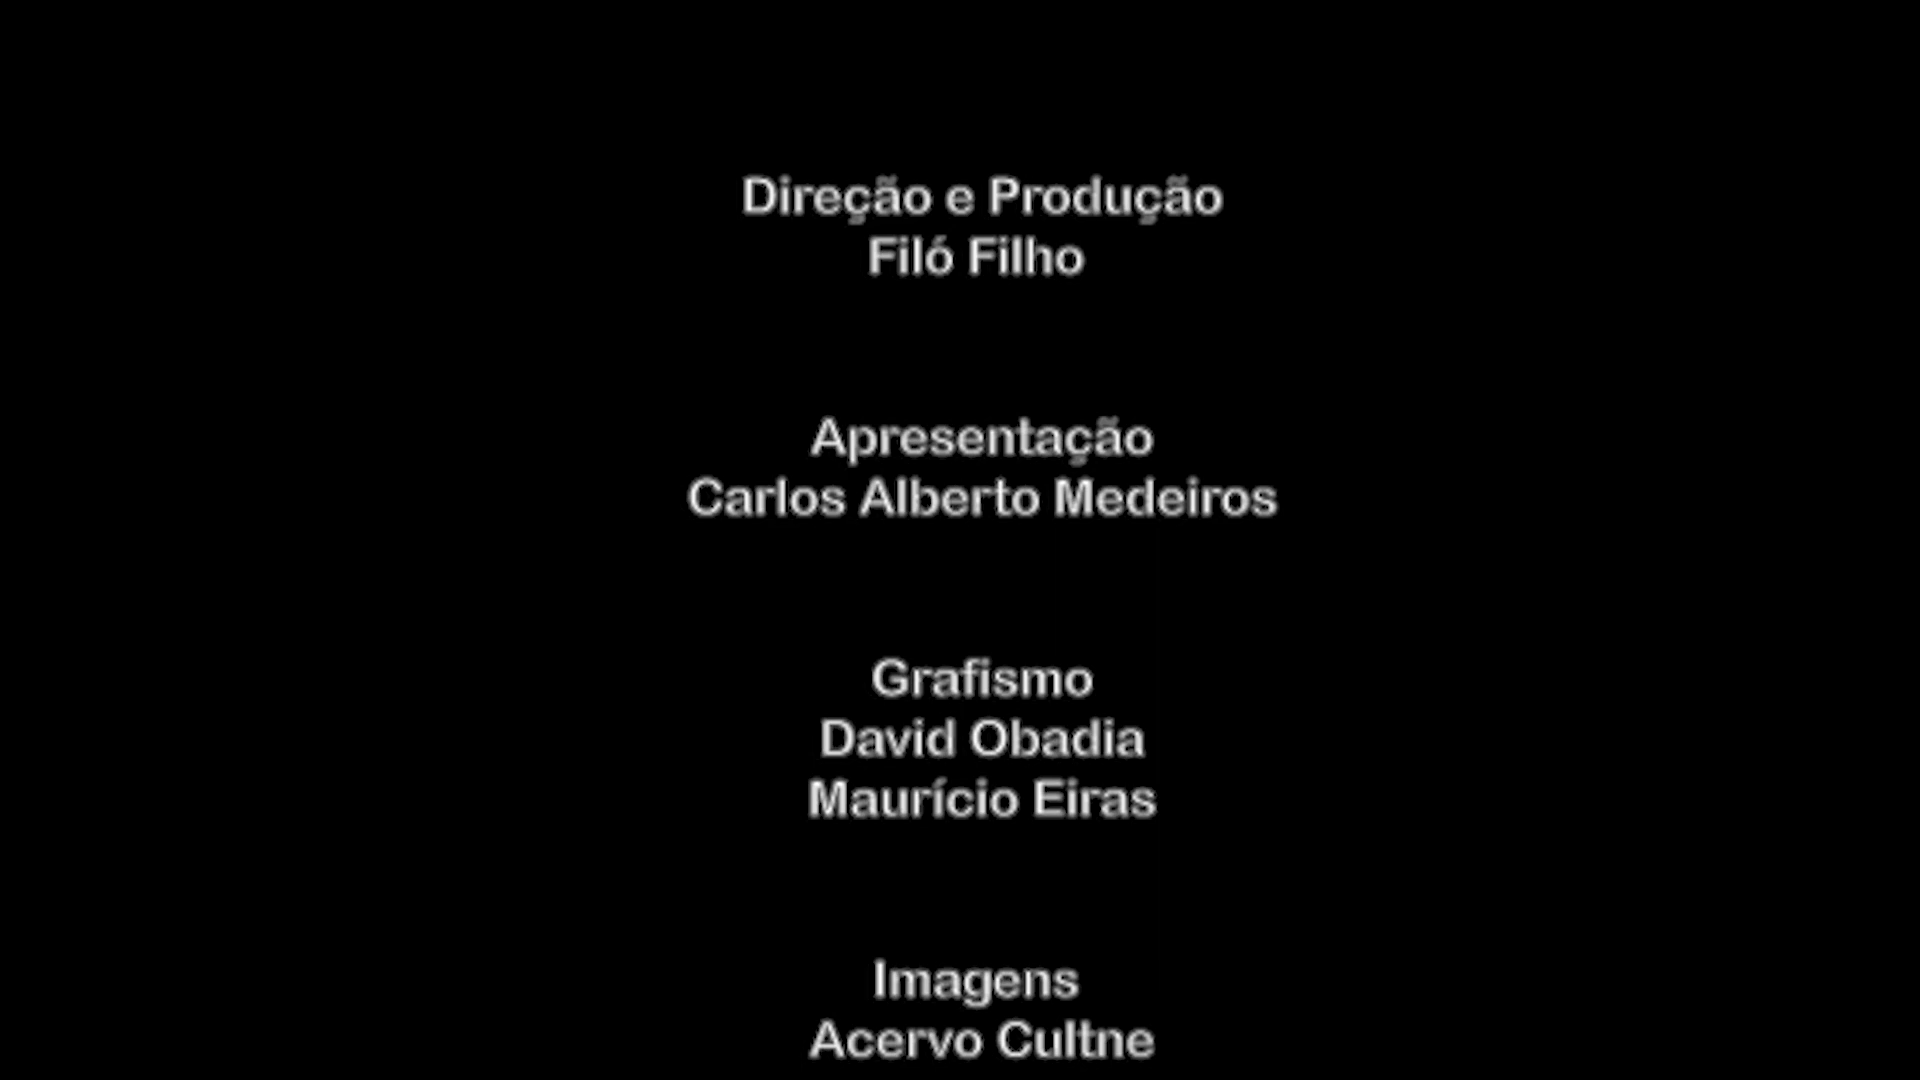 Direção e Produção
Filó Filho
Apresentação
Carlos Alberto Medeiros
Grafismo
David Obadia
Maurício Eiras
Imagens
Acervo Cultne